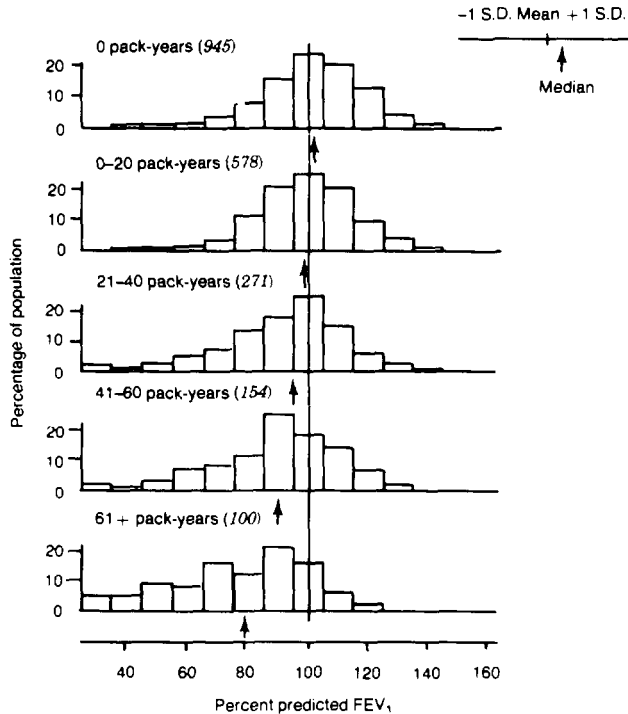 -1 S.D. Mean + 1 S.D.
Median
0 pack-years (945)
20
10
0
0–20 pack-years (578)
20
10
0
21–40 pack-years (271)
20
10
0
41–60 pack-years (154)
20
10
0
61 + pack-years (100)
20
10
0
Percentage of population
40 60 80 100 120 140 160
Percent predicted FEV₁